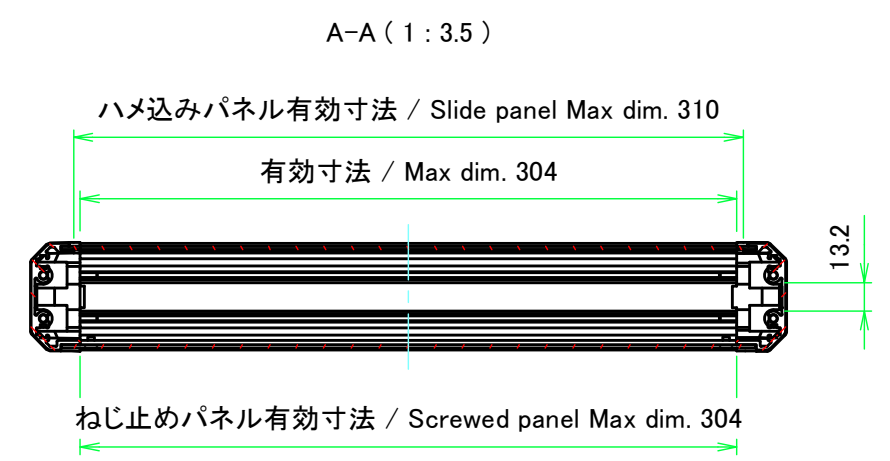 A-A ( 1 : 3.5 )
ハメ込みパネル有効寸法 / Slide panel Max dim. 310
有効寸法 / Max dim. 304
13.2
ねじ止めパネル有効寸法 / Screwed panel Max dim. 304